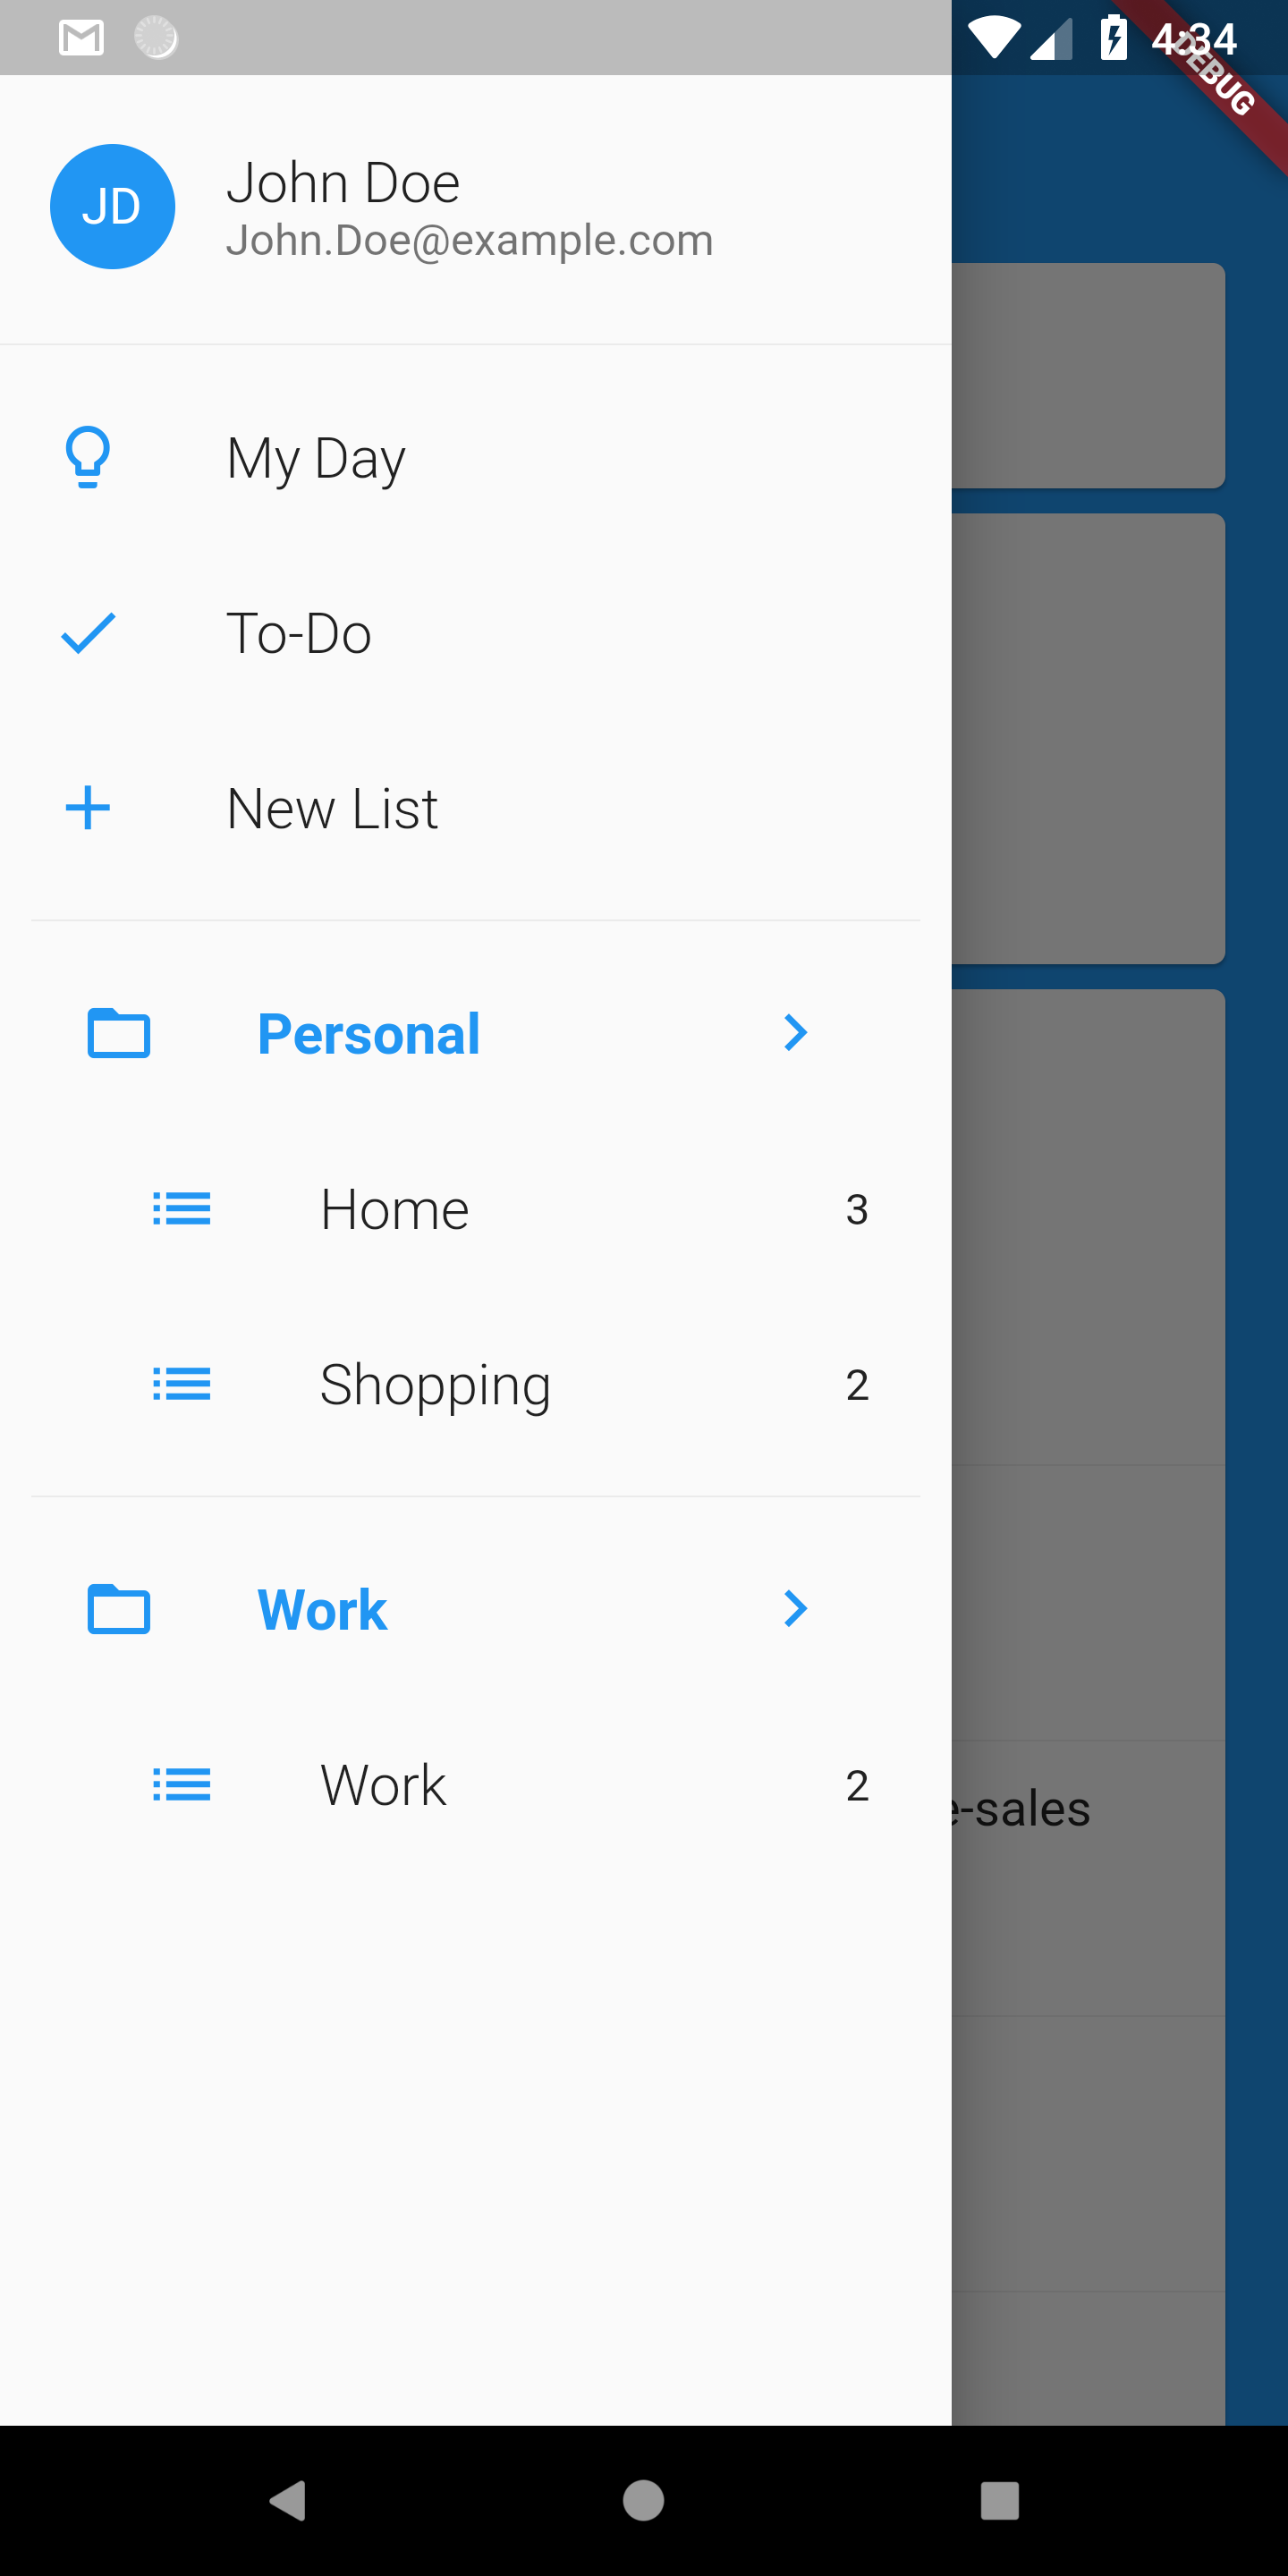 4:34
DEBUG
JD
John Doe
John.Doe@example.com
My Day
To-Do
New List
Personal
Home 3
Shopping 2
Work
Work 2
e-sales